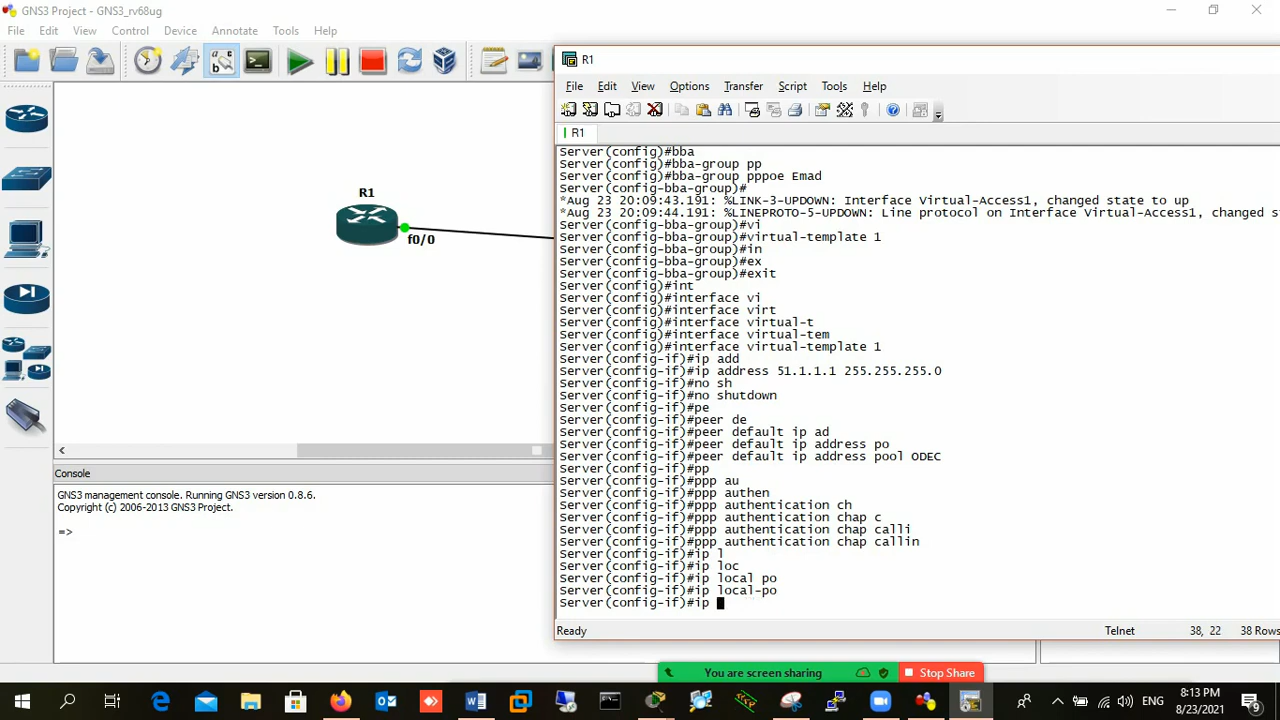 GNS3 Project - GNS3_rv68ug
File Edit View Control Device Annotate Tools Help
R1
f0/0
Console
GNS3 management console. Running GNS3 version 0.8.6.
Copyright (c) 2006-2013 GNS3 Project.
=>
R1
File Edit View Options Transfer Script Tools Help
R1
Server(config)#bba
Server(config)#bba-group pp
Server(config)#bba-group pppoe Emad
Server(config-bba-group)#
*Aug 23 20:09:43.191: %LINK-3-UPDOWN: Interface Virtual-Access1, changed state to up
*Aug 23 20:09:44.191: %LINEPROTO-5-UPDOWN: Line protocol on Interface Virtual-Access1, changed st
Server(config-bba-group)#vi
Server(config-bba-group)#virtual-template 1
Server(config-bba-group)#in
Server(config-bba-group)#ex
Server(config-bba-group)#exit
Server(config)#int
Server(config)#interface vi
Server(config)#interface virt
Server(config)#interface virtual-t
Server(config)#interface virtual-tem
Server(config)#interface virtual-template 1
Server(config-if)#ip add
Server(config-if)#ip address 51.1.1.1 255.255.255.0
Server(config-if)#no sh
Server(config-if)#no shutdown
Server(config-if)#pe
Server(config-if)#peer de
Server(config-if)#peer default ip ad
Server(config-if)#peer default ip address po
Server(config-if)#peer default ip address pool ODEC
Server(config-if)#pp
Server(config-if)#ppp au
Server(config-if)#ppp authen
Server(config-if)#ppp authentication ch
Server(config-if)#ppp authentication chap c
Server(config-if)#ppp authentication chap calli
Server(config-if)#ppp authentication chap callin
Server(config-if)#ip l
Server(config-if)#ip loc
Server(config-if)#ip local po
Server(config-if)#ip local-po
Server(config-if)#ip
Ready Telnet 38, 22 38 Rows
You are screen sharing Stop Share
ENG
8:13 PM
8/23/2021
9